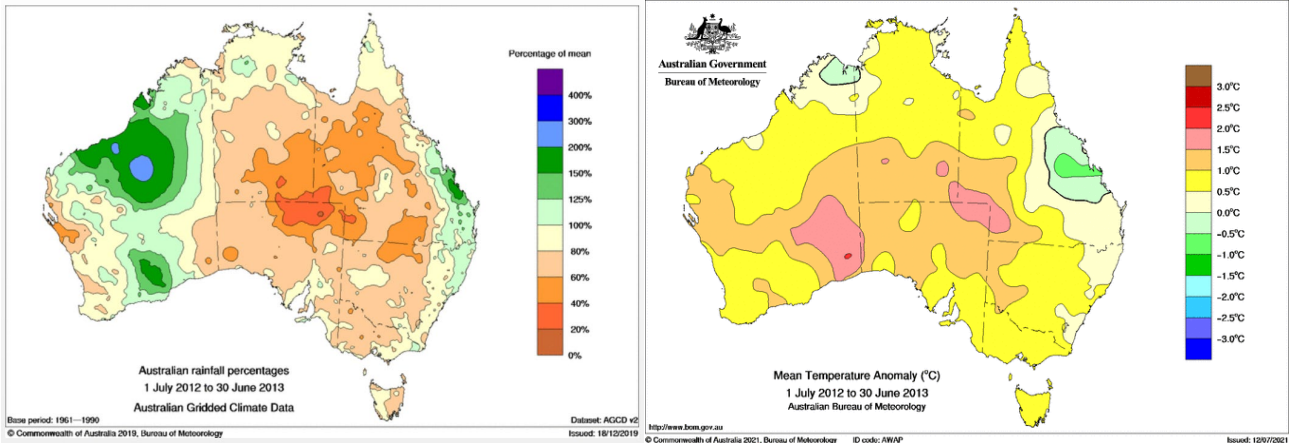 Percentage of mean
400%
300%
200%
150%
125%
100%
80%
60%
40%
20%
0%
Australian rainfall percentages
1 July 2012 to 30 June 2013
Australian Gridded Climate Data
Base period: 1961—1990
Dataset: AGCD v2
© Commonwealth of Australia 2019, Bureau of Meteorology
Issued: 18/12/2019
Australian Government
Bureau of Meteorology
3.0°C
2.5°C
2.0°C
1.5°C
1.0°C
0.5°C
0.0°C
-0.5°C
-1.0°C
-1.5°C
-2.0°C
-2.5°C
-3.0°C
Mean Temperature Anomaly (°C)
1 July 2012 to 30 June 2013
Australian Bureau of Meteorology
http://www.bom.gov.au
© Commonwealth of Australia 2021, Bureau of Meteorology
ID code: AWAP
Issued: 12/07/2021